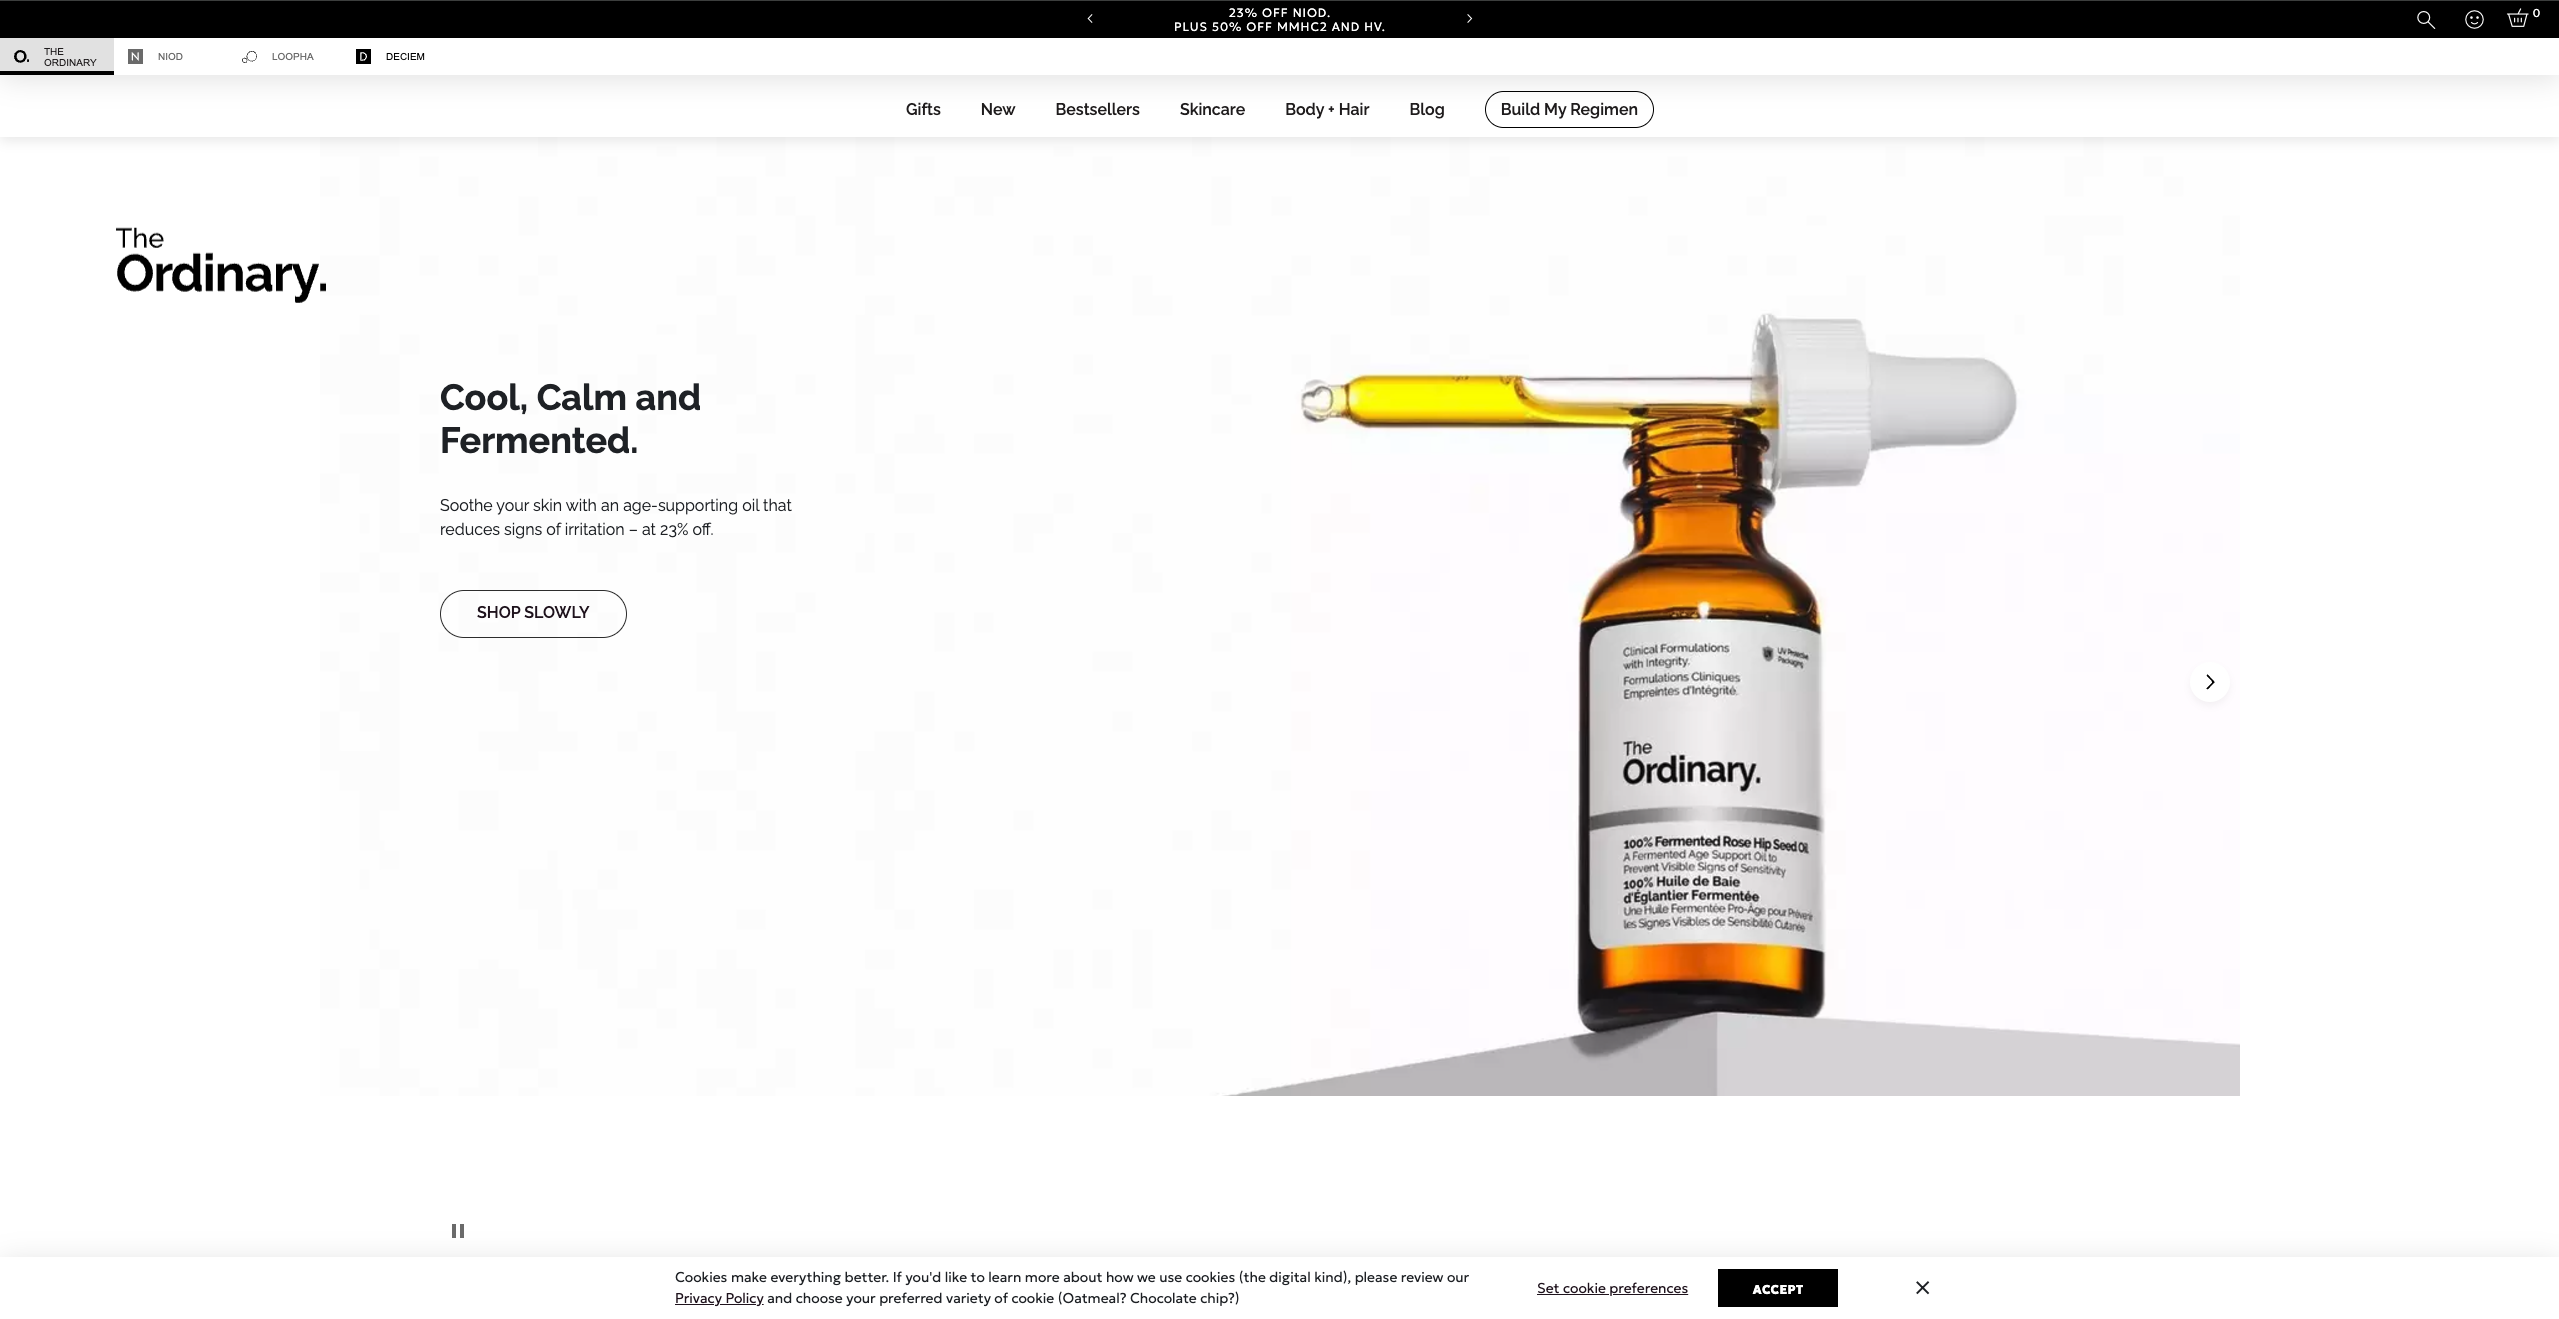 23% OFF NIOD.
PLUS 50% OFF MMHC2 AND HV.
0
O. THE
ORDINARY
N NIOD
LOOPHA
D DECIEM
Gifts New Bestsellers Skincare Body + Hair Blog Build My Regimen
The
Ordinary.
Cool, Calm and
Fermented.
Soothe your skin with an age-supporting oil that
reduces signs of irritation – at 23% off.
SHOP SLOWLY
Clinical Formulations
with Integrity.
Formulations Cliniques
Empreintes d'Intégrité.
UV Protective
Packaging
The
Ordinary.
100% Fermented Rose Hip Seed Oil
A Fermented Age Support Oil to
Prevent Visible Signs of Sensitivity
100% Huile de Baie
d'Églantier Fermentée
Une Huile Fermentée Pro-Âge pour Prévenir
les Signes Visibles de Sensibilité Cutanée
Cookies make everything better. If you'd like to learn more about how we use cookies (the digital kind), please review our
Privacy Policy and choose your preferred variety of cookie (Oatmeal? Chocolate chip?)
Set cookie preferences
ACCEPT